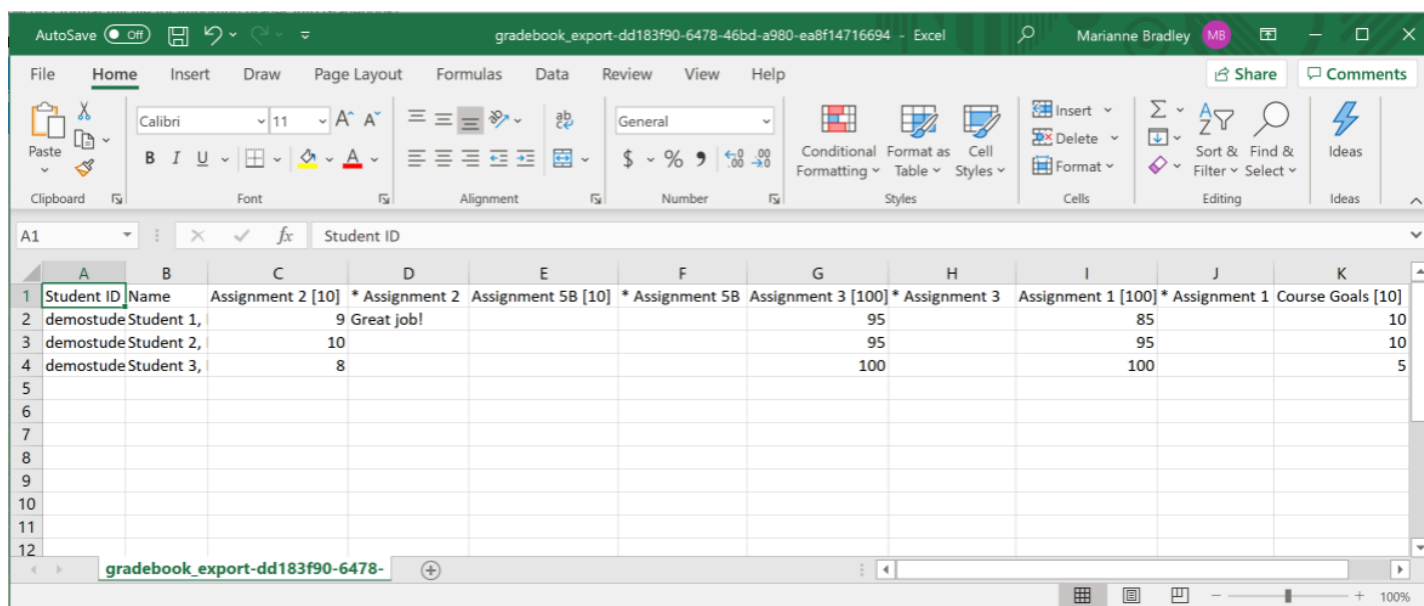 AutoSave Off gradebook_export-dd183f90-6478-46bd-a980-ea8f14716694 - Excel Marianne Bradley MB
File Home Insert Draw Page Layout Formulas Data Review View Help Share Comments
Paste
Clipboard
Calibri 11 A^ Aˇ
B I U A
Font
ab
Alignment
General
$ % 9 .00 .00
Number
Conditional Formatting
Format as Table
Cell Styles
Styles
Insert
Delete
Format
Cells
Sort & Filter
Find & Select
Editing
Ideas
Ideas
A1 fx Student ID
A B C D E F G H I J K
1 Student ID Name Assignment 2 [10] * Assignment 2 Assignment 5B [10] * Assignment 5B Assignment 3 [100] * Assignment 3 Assignment 1 [100] * Assignment 1 Course Goals [10]
2 demostude Student 1, 9 Great job! 95 85 10
3 demostude Student 2, 10 95 95 10
4 demostude Student 3, 8 100 100 5
5
6
7
8
9
10
11
12
gradebook_export-dd183f90-6478-
100%